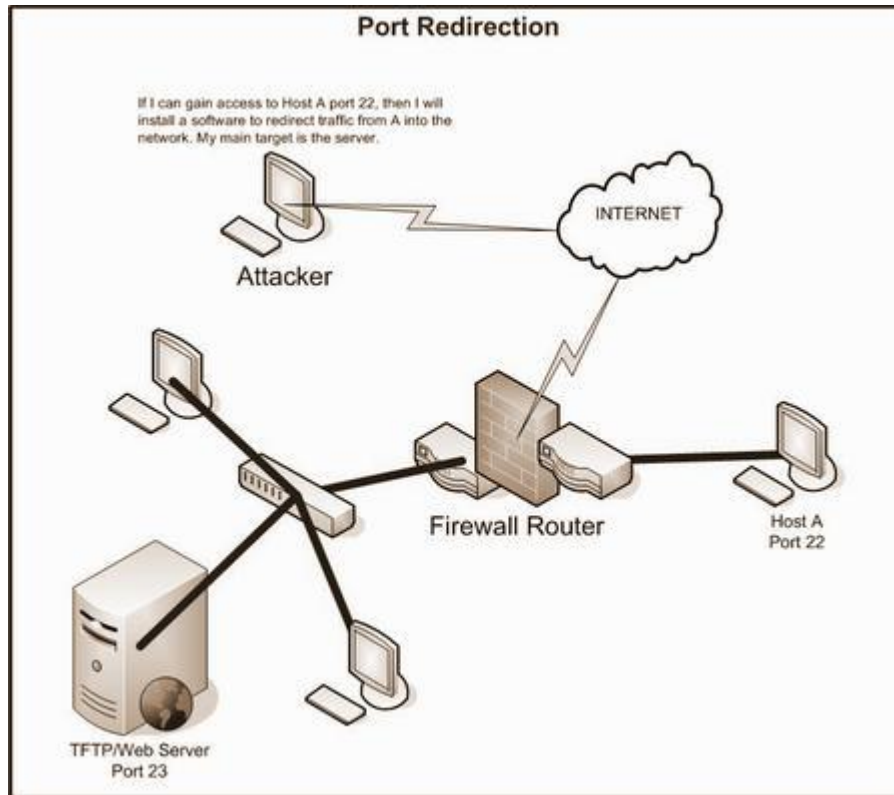 Port Redirection
If I can gain access to Host A port 22, then I will
install a software to redirect traffic from A into the
network. My main target is the server.
INTERNET
Attacker
Firewall Router
Host A
Port 22
TFTP/Web Server
Port 23